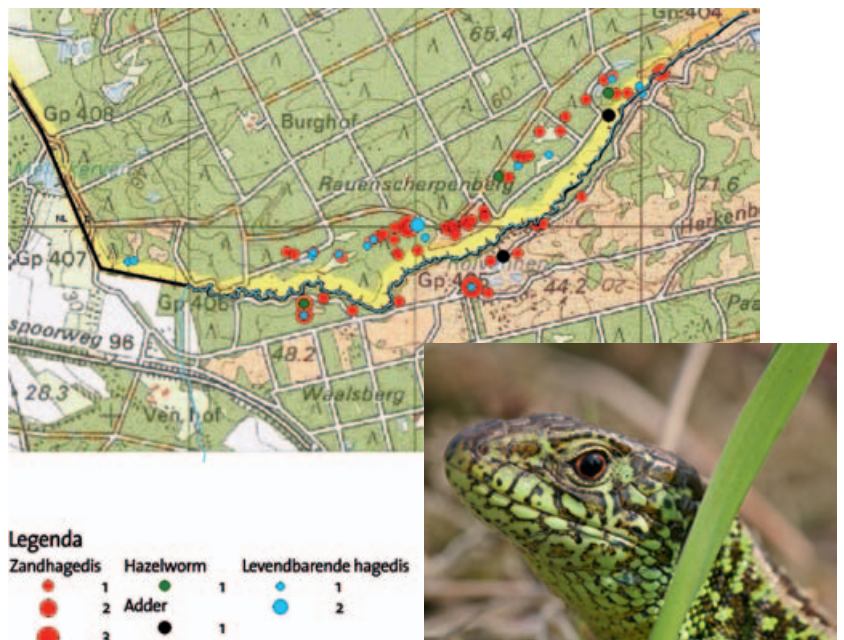 Gp 404
65.4
Gp 408
Burghof
60
Rauenscherpenberg
71.6
NL
Gp 407
30
Gp 406
44.2
20
spoorweg 96
48.2
28.3
Waalsberg
Ven hof
Legenda
Zandhagedis Hazelworm Levendbarende hagedis
1 1 1
2 Adder 2
3 1